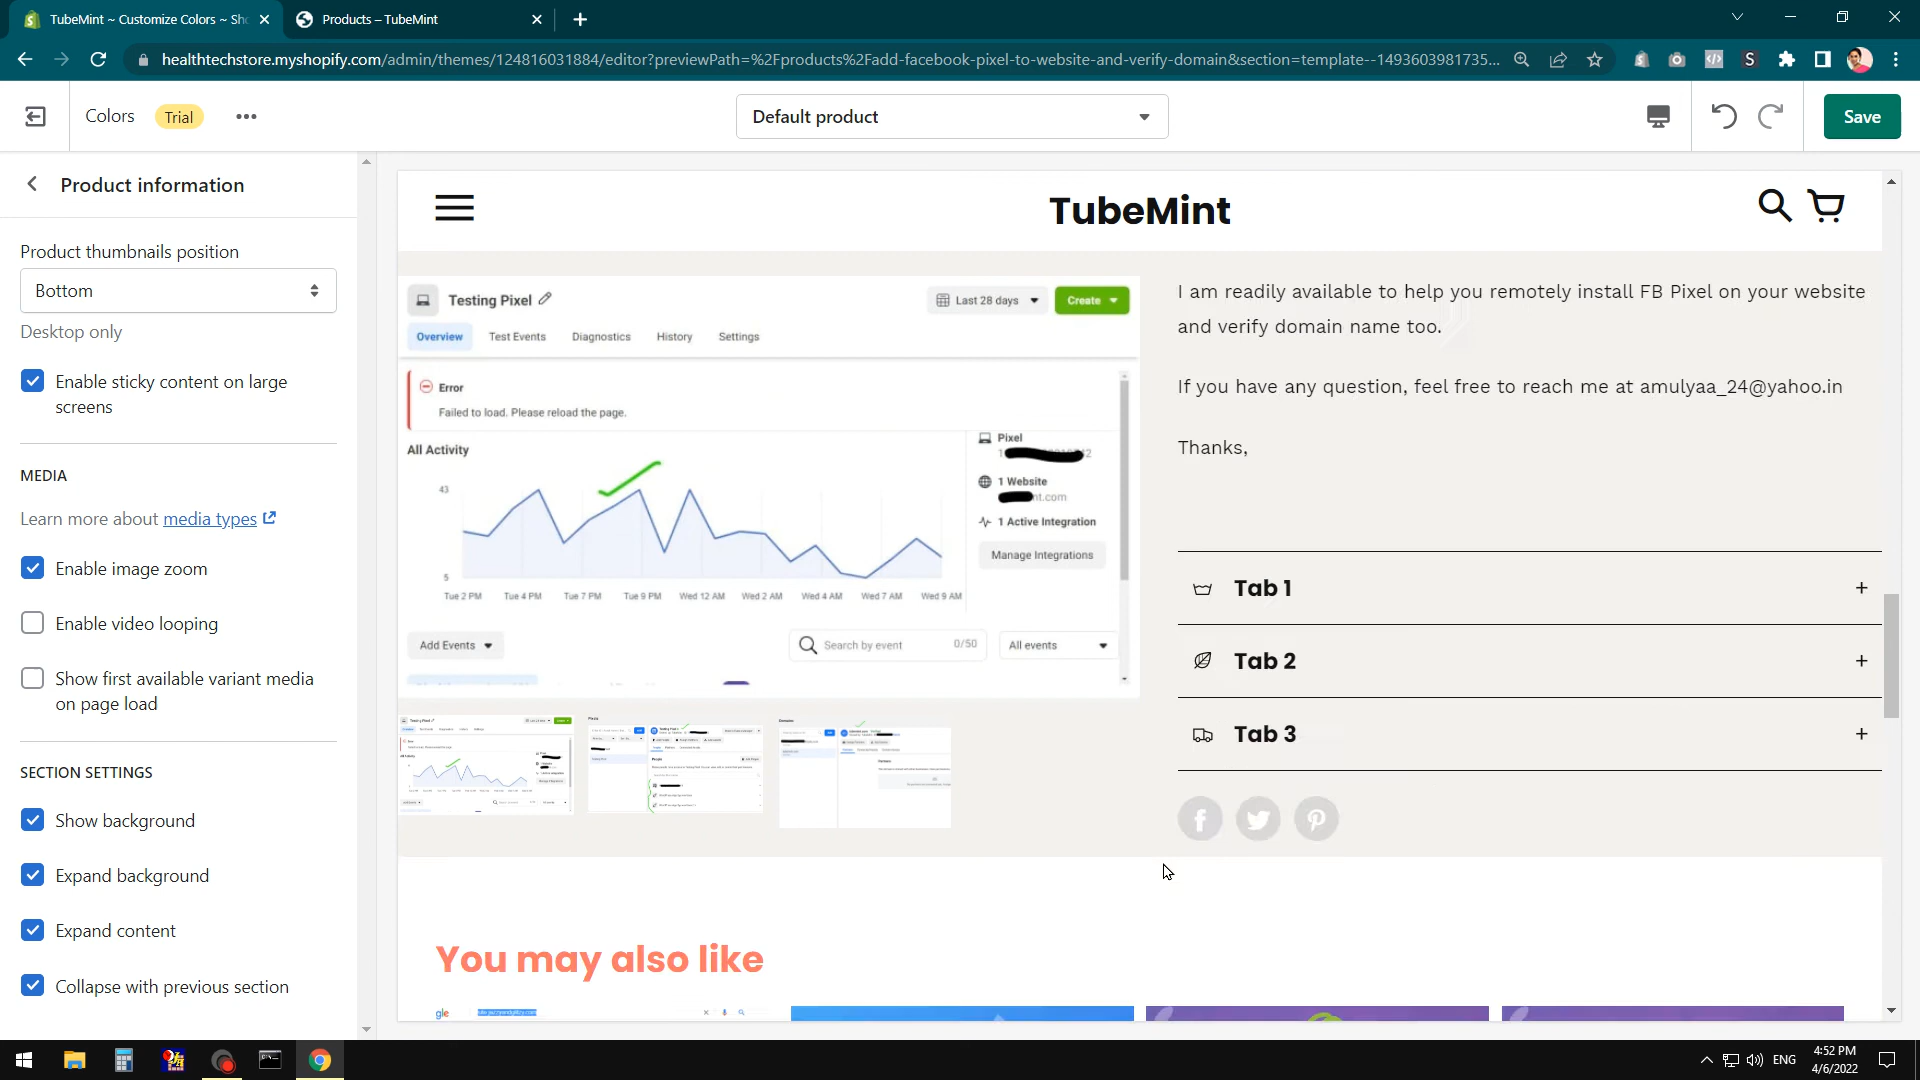 TubeMint ~ Customize Colors ~ Sho
Products – TubeMint
healthtechstore.myshopify.com/admin/themes/124816031884/editor?previewPath=%2Fproducts%2Fadd-facebook-pixel-to-website-and-verify-domain&section=template--1493603981735...
Colors
Trial
Default product
Save
Product information
Product thumbnails position
Bottom
Desktop only
Enable sticky content on large
screens
MEDIA
Learn more about media types
Enable image zoom
Enable video looping
Show first available variant media
on page load
SECTION SETTINGS
Show background
Expand background
Expand content
Collapse with previous section
TubeMint
Testing Pixel
Last 28 days
Create
Overview
Test Events
Diagnostics
History
Settings
Error
Failed to load. Please reload the page.
All Activity
43
5
Tue 2 PM
Tue 4 PM
Tue 7 PM
Tue 9 PM
Wed 12 AM
Wed 2 AM
Wed 4 AM
Wed 7 AM
Wed 9 AM
Pixel
1 Website
nt.com
1 Active Integration
Manage Integrations
Add Events
Search by event
0/50
All events
I am readily available to help you remotely install FB Pixel on your website
and verify domain name too.
If you have any question, feel free to reach me at amulyaa_24@yahoo.in
Thanks,
Tab 1
+
Tab 2
+
Tab 3
+
You may also like
gle
ENG
4:52 PM
4/6/2022